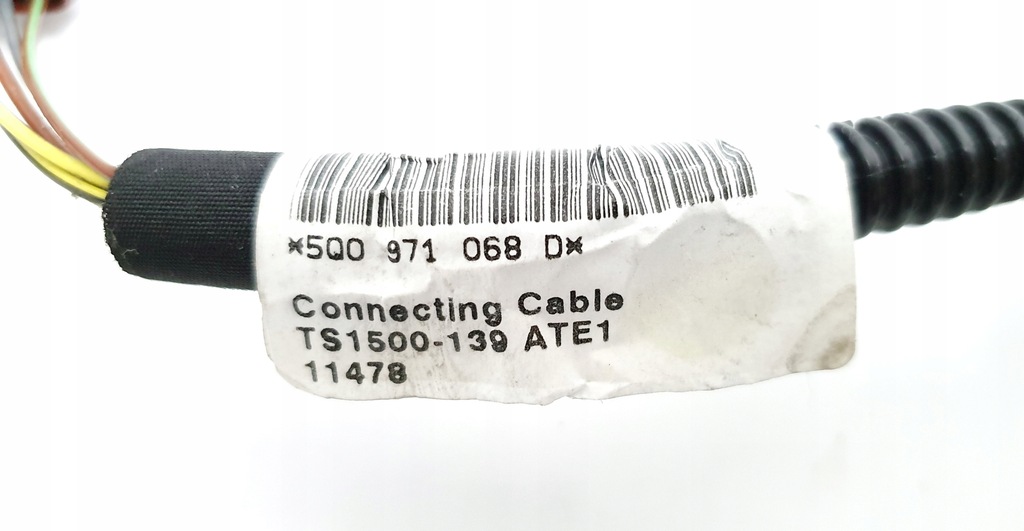 *5Q0 971 068 D*
Connecting Cable
TS1500-139 ATE1
11478